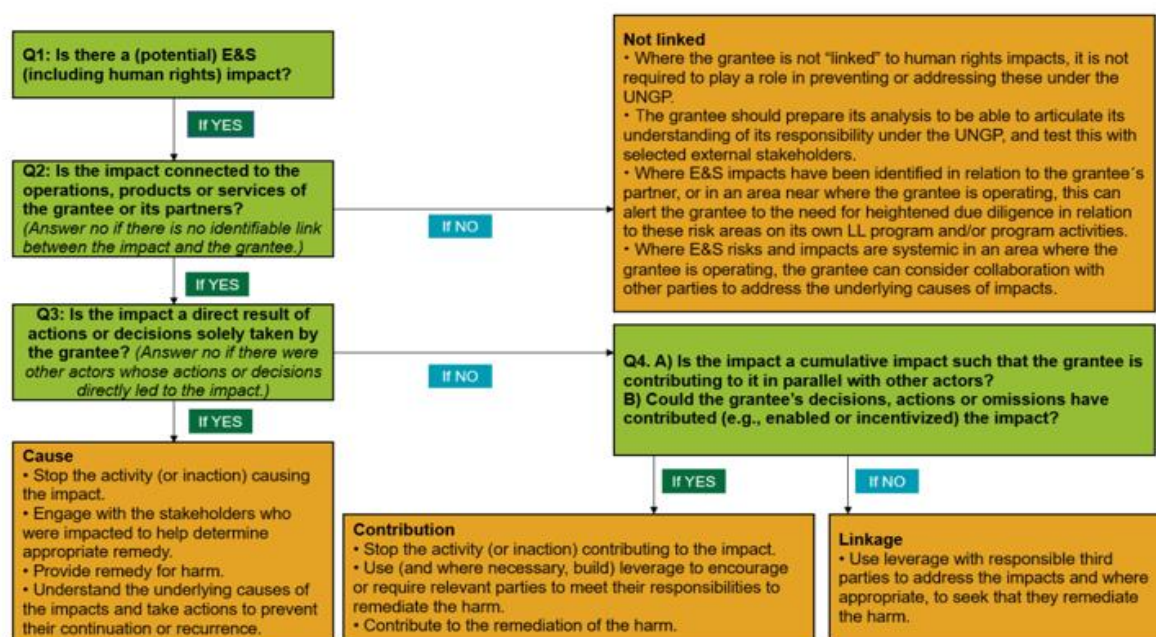 Q1: Is there a (potential) E&S
(including human rights) impact?
If YES
Q2: Is the impact connected to the
operations, products or services of
the grantee or its partners?
(Answer no if there is no identifiable link
between the impact and the grantee.)
If NO
Not linked
• Where the grantee is not “linked” to human rights impacts, it is not
required to play a role in preventing or addressing these under the
UNGP.
• The grantee should prepare its analysis to be able to articulate its
understanding of its responsibility under the UNGP, and test this with
selected external stakeholders.
• Where E&S impacts have been identified in relation to the grantee´s
partner, or in an area near where the grantee is operating, this can
alert the grantee to the need for heightened due diligence in relation
to these risk areas on its own LL program and/or program activities.
• Where E&S risks and impacts are systemic in an area where the
grantee is operating, the grantee can consider collaboration with
other parties to address the underlying causes of impacts.
If YES
Q3: Is the impact a direct result of
actions or decisions solely taken by
the grantee? (Answer no if there were
other actors whose actions or decisions
directly led to the impact.)
If NO
Q4. A) Is the impact a cumulative impact such that the grantee is
contributing to it in parallel with other actors?
B) Could the grantee’s decisions, actions or omissions have
contributed (e.g., enabled or incentivized) the impact?
If YES
Cause
• Stop the activity (or inaction) causing
the impact.
• Engage with the stakeholders who
were impacted to help determine
appropriate remedy.
• Provide remedy for harm.
• Understand the underlying causes of
the impacts and take actions to prevent
their continuation or recurrence.
If YES
Contribution
• Stop the activity (or inaction) contributing to the impact.
• Use (and where necessary, build) leverage to encourage
or require relevant parties to meet their responsibilities to
remediate the harm.
• Contribute to the remediation of the harm.
If NO
Linkage
• Use leverage with responsible third
parties to address the impacts and where
appropriate, to seek that they remediate
the harm.